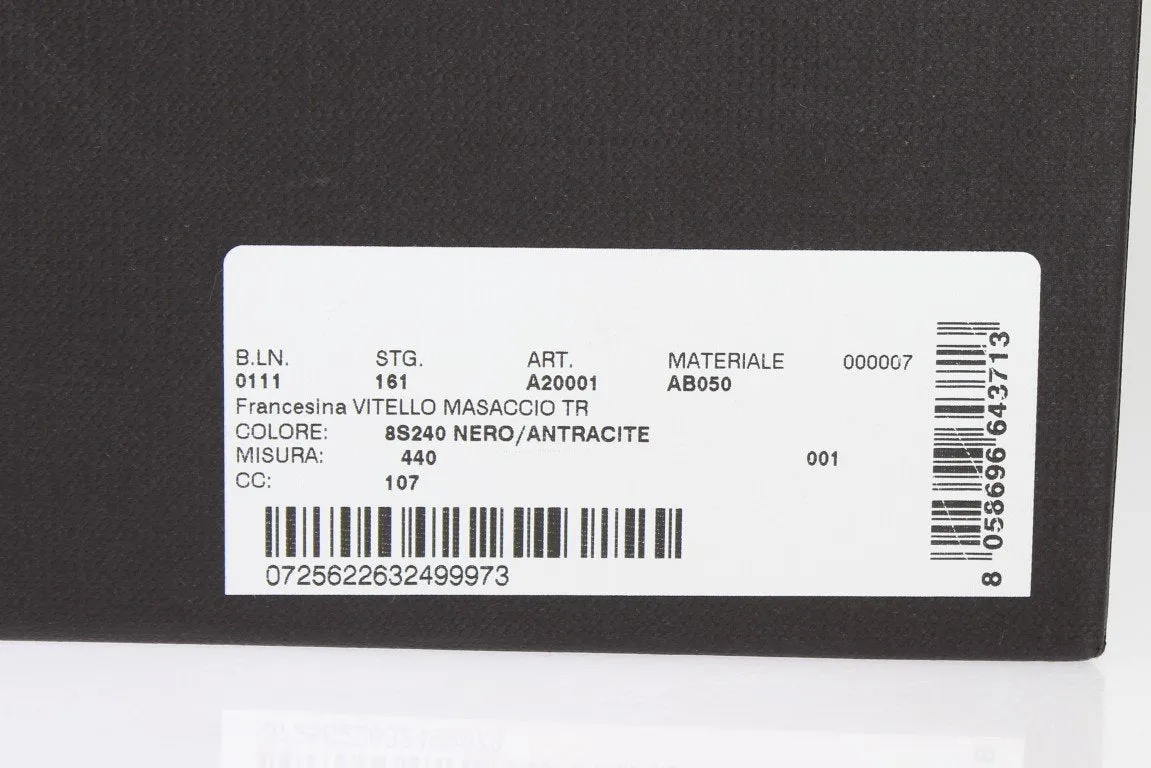 B.LN. STG. ART. MATERIALE 000007
0111 161 A20001 AB050
Francesina VITELLO MASACCIO TR
COLORE: 8S240 NERO/ANTRACITE
MISURA: 440 001
CC: 107
0725622632499973
8 058696 643713